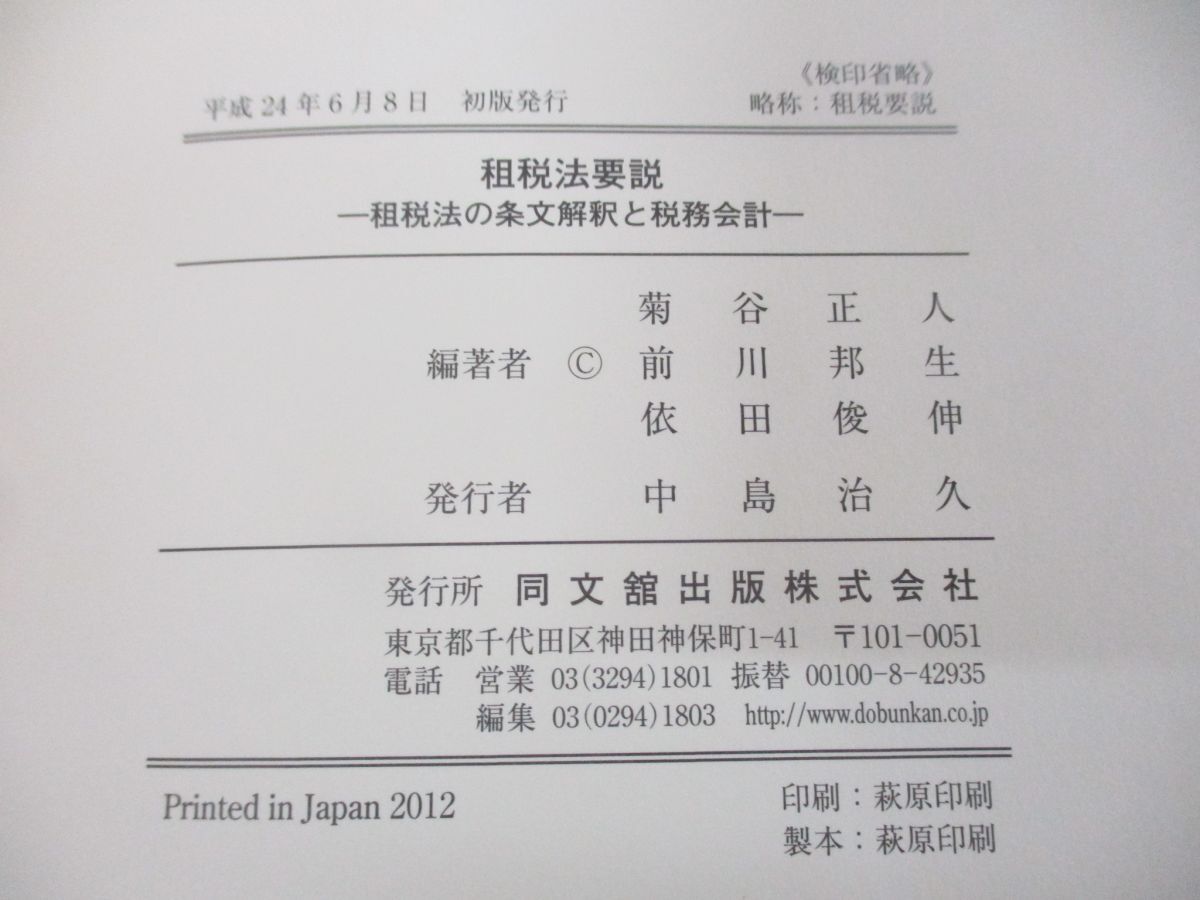 《検印省略》
平成24年6月8日 初版発行 略称：租税要説
租税法要説
―租税法の条文解釈と税務会計―
菊谷正人
編著者 Ⓒ 前川邦生
依田俊伸
発行者 中島治久
発行所 同文舘出版株式会社
東京都千代田区神田神保町1-41 〒101-0051
電話 営業 03(3294)1801 振替 00100-8-42935
編集 03(0294)1803 http://www.dobunkan.co.jp
Printed in Japan 2012 印刷：萩原印刷
製本：萩原印刷